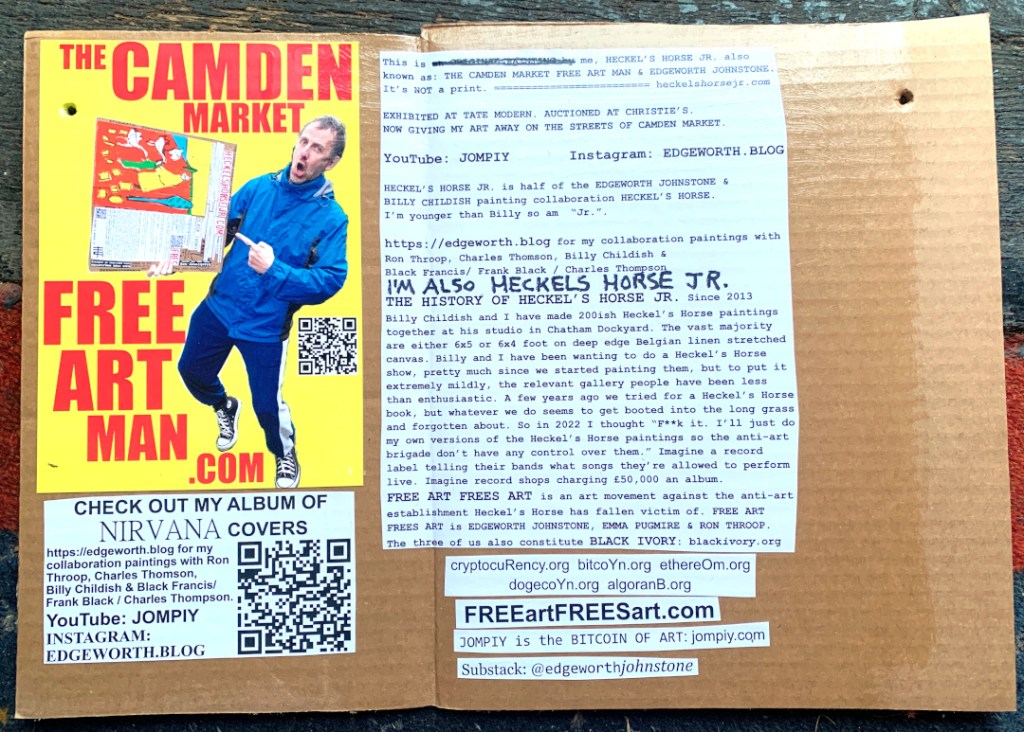 THE CAMDEN
MARKET
HECKELSHORSEJR.COM
FREE
ART
MAN
.COM
CHECK OUT MY ALBUM OF
NIRVANA COVERS
https://edgeworth.blog for my
collaboration paintings with Ron
Throop, Charles Thomson,
Billy Childish & Black Francis/
Frank Black / Charles Thompson.
YouTube: JOMPIY
INSTAGRAM:
EDGEWORTH.BLOG
This is me, HECKEL'S HORSE JR. also
known as: THE CAMDEN MARKET FREE ART MAN & EDGEWORTH JOHNSTONE.
It's NOT a print. ========================= heckelshorsejr.com
EXHIBITED AT TATE MODERN. AUCTIONED AT CHRISTIE'S.
NOW GIVING MY ART AWAY ON THE STREETS OF CAMDEN MARKET.
YouTube: JOMPIY Instagram: EDGEWORTH.BLOG
HECKEL'S HORSE JR. is half of the EDGEWORTH JOHNSTONE &
BILLY CHILDISH painting collaboration HECKEL'S HORSE.
I'm younger than Billy so am "Jr.".
https://edgeworth.blog for my collaboration paintings with
Ron Throop, Charles Thomson, Billy Childish &
Black Francis/ Frank Black / Charles Thompson
I'M ALSO HECKELS HORSE JR.
THE HISTORY OF HECKEL'S HORSE JR. Since 2013
Billy Childish and I have made 200ish Heckel's Horse paintings
together at his studio in Chatham Dockyard. The vast majority
are either 6x5 or 6x4 foot on deep edge Belgian linen stretched
canvas. Billy and I have been wanting to do a Heckel's Horse
show, pretty much since we started painting them, but to put it
extremely mildly, the relevant gallery people have been less
than enthusiastic. A few years ago we tried for a Heckel's Horse
book, but whatever we do seems to get booted into the long grass
and forgotten about. So in 2022 I thought "F**k it. I'll just do
my own versions of the Heckel's Horse paintings so the anti-art
brigade don't have any control over them." Imagine a record
label telling their bands what songs they're allowed to perform
live. Imagine record shops charging £50,000 an album.
FREE ART FREES ART is an art movement against the anti-art
establishment Heckel's Horse has fallen victim of. FREE ART
FREES ART is EDGEWORTH JOHNSTONE, EMMA PUGMIRE & RON THROOP.
The three of us also constitute BLACK IVORY: blackivory.org
cryptocuRency.org bitcoYn.org ethereOm.org
dogecoYn.org algoranB.org
FREEartFREESart.com
JOMPIY is the BITCOIN OF ART: jompiy.com
Substack: @edgeworthjohnstone